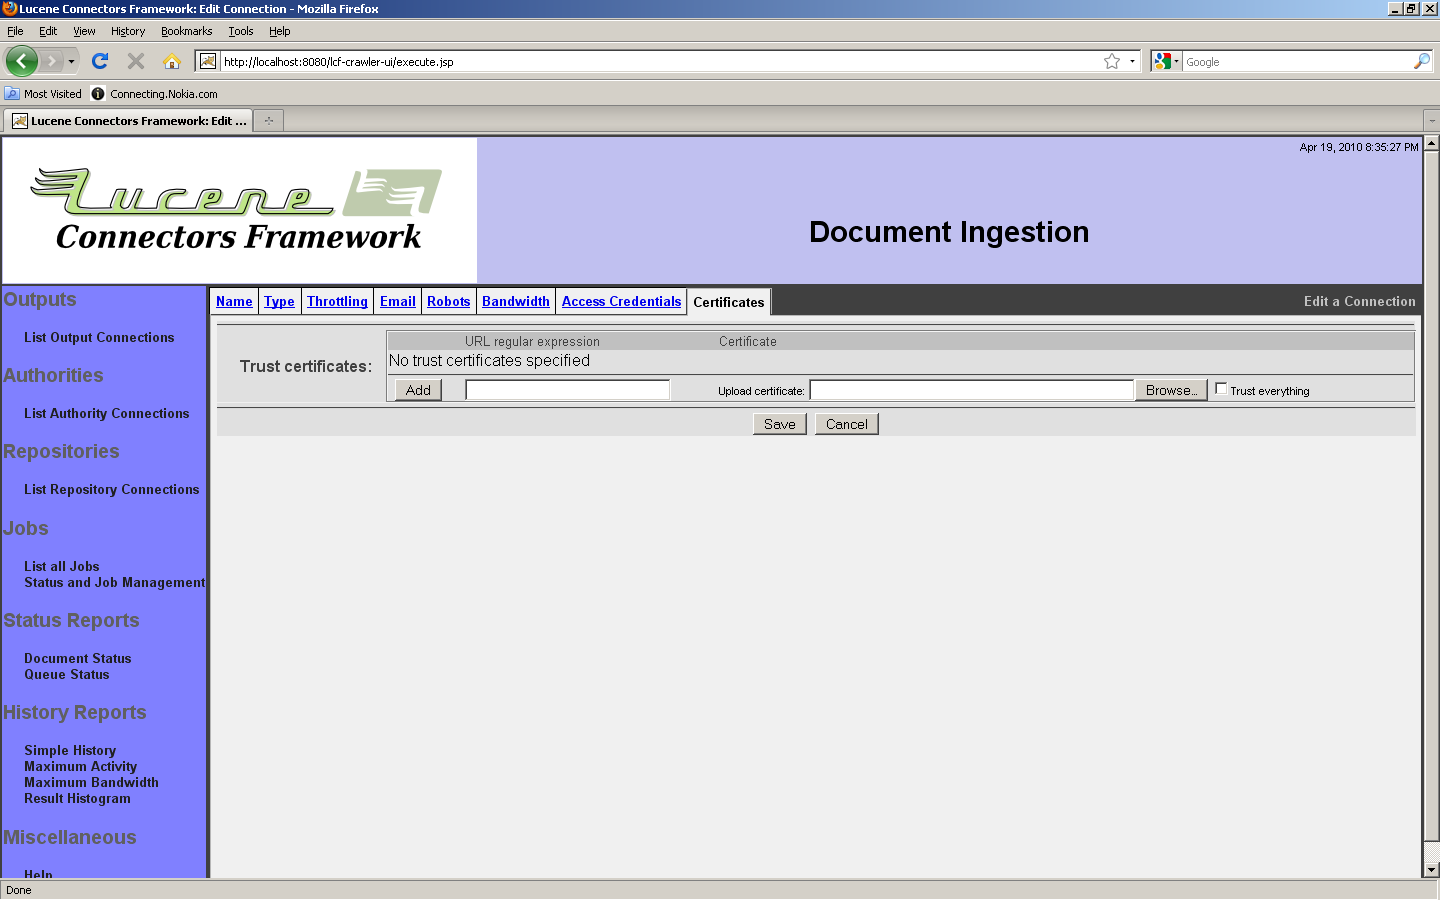 Lucene Connectors Framework: Edit Connection - Mozilla Firefox
File Edit View History Bookmarks Tools Help
http://localhost:8080/lcf-crawler-ui/execute.jsp
Google
Most Visited Connecting.Nokia.com
Lucene Connectors Framework: Edit ...
Apr 19, 2010 8:35:27 PM
Lucene
Connectors Framework
Document Ingestion
Name Type Throttling Email Robots Bandwidth Access Credentials Certificates
Edit a Connection
Outputs
List Output Connections
Authorities
List Authority Connections
Repositories
List Repository Connections
Jobs
List all Jobs
Status and Job Management
Status Reports
Document Status
Queue Status
History Reports
Simple History
Maximum Activity
Maximum Bandwidth
Result Histogram
Miscellaneous
Help
Trust certificates:
URL regular expression Certificate
No trust certificates specified
Add Upload certificate: Browse... Trust everything
Save Cancel
Done